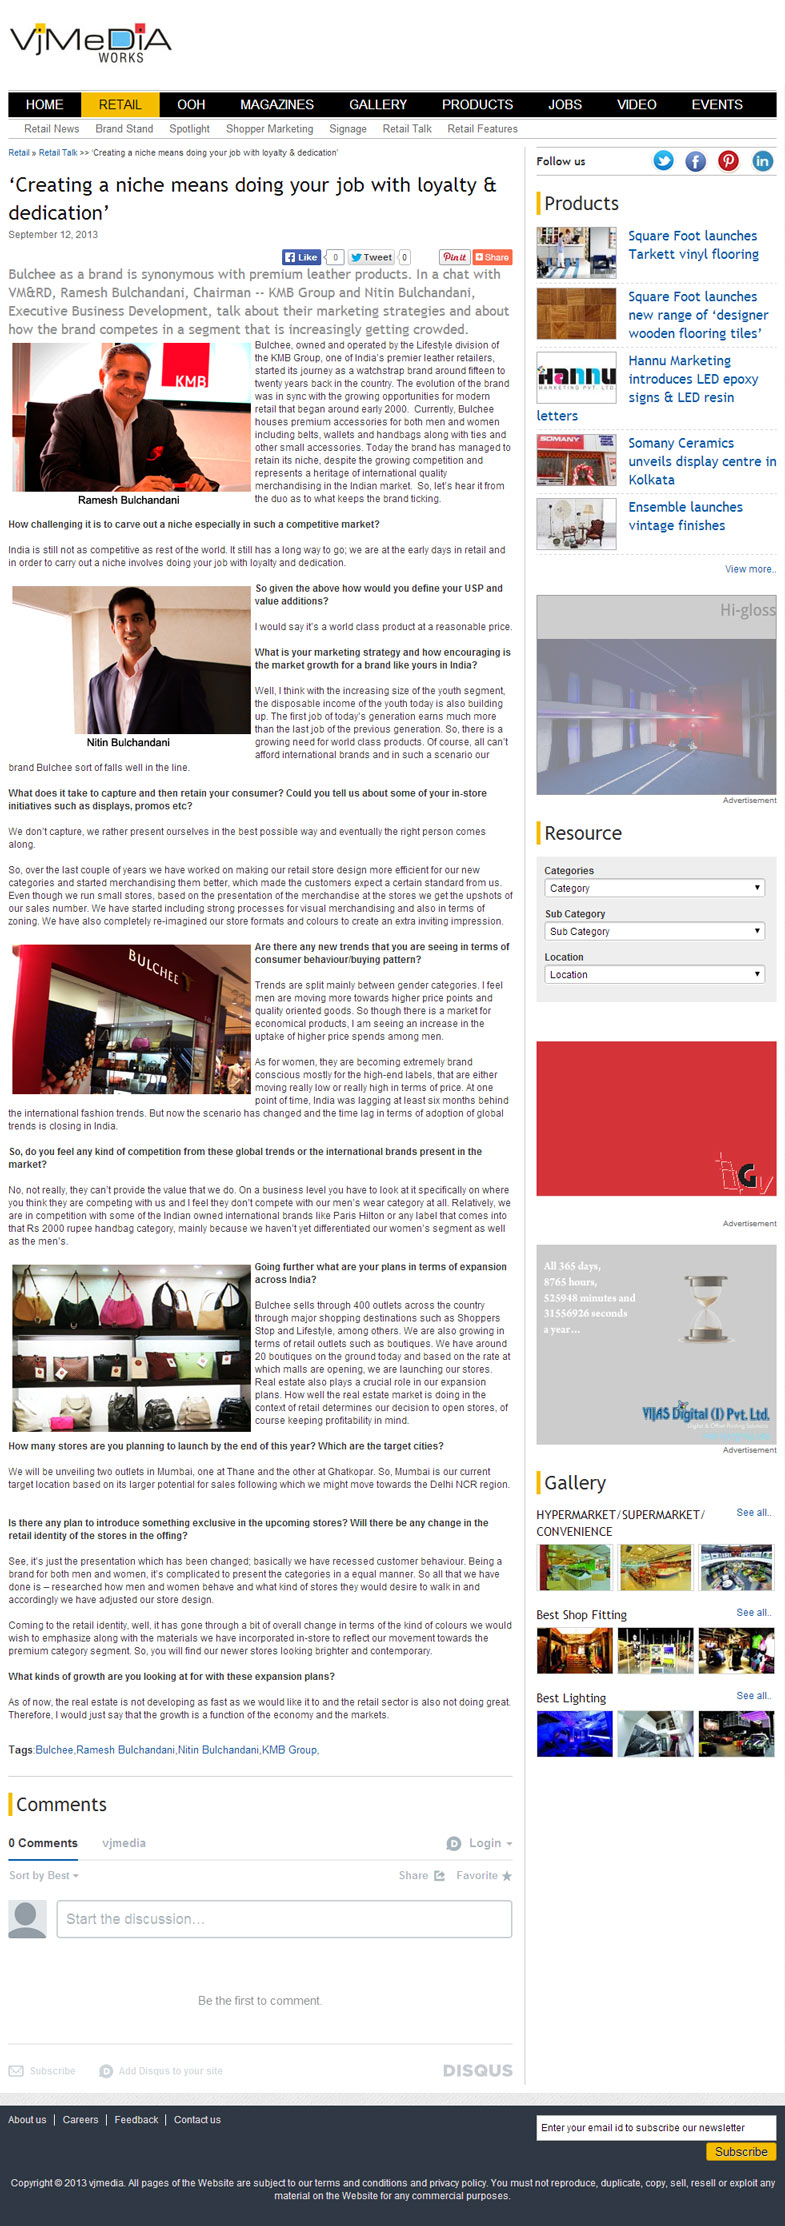 VjMeDiA
WORKS
HOME RETAIL OOH MAGAZINES GALLERY PRODUCTS JOBS VIDEO EVENTS
Retail News Brand Stand Spotlight Shopper Marketing Signage Retail Talk Retail Features
Retail » Retail Talk >> 'Creating a niche means doing your job with loyalty & dedication'
‘Creating a niche means doing your job with loyalty &
dedication’
September 12, 2013
Like 0 Tweet 0 Pin it Share
Bulchee as a brand is synonymous with premium leather products. In a chat with
VM&RD, Ramesh Bulchandani, Chairman -- KMB Group and Nitin Bulchandani,
Executive Business Development, talk about their marketing strategies and about
how the brand competes in a segment that is increasingly getting crowded.
KMB
Ramesh Bulchandani
Bulchee, owned and operated by the Lifestyle division of
the KMB Group, one of India's premier leather retailers,
started its journey as a watchstrap brand around fifteen to
twenty years back in the country. The evolution of the brand
was in sync with the growing opportunities for modern
retail that began around early 2000. Currently, Bulchee
houses premium accessories for both men and women
including belts, wallets and handbags along with ties and
other small accessories. Today the brand has managed to
retain its niche, despite the growing competition and
represents a heritage of international quality
merchandising in the Indian market. So, let's hear it from
the duo as to what keeps the brand ticking.
How challenging it is to carve out a niche especially in such a competitive market?
India is still not as competitive as rest of the world. It still has a long way to go; we are at the early days in retail and
in order to carry out a niche involves doing your job with loyalty and dedication.
Nitin Bulchandani
So given the above how would you define your USP and
value additions?
I would say it's a world class product at a reasonable price.
What is your marketing strategy and how encouraging is
the market growth for a brand like yours in India?
Well, I think with the increasing size of the youth segment,
the disposable income of the youth today is also building
up. The first job of today's generation earns much more
than the last job of the previous generation. So, there is a
growing need for world class products. Of course, all can't
afford international brands and in such a scenario our
brand Bulchee sort of falls well in the line.
What does it take to capture and then retain your consumer? Could you tell us about some of your in-store
initiatives such as displays, promos etc?
We don't capture, we rather present ourselves in the best possible way and eventually the right person comes
along.
So, over the last couple of years we have worked on making our retail store design more efficient for our new
categories and started merchandising them better, which made the customers expect a certain standard from us.
Even though we run small stores, based on the presentation of the merchandise at the stores we get the upshots of
our sales number. We have started including strong processes for visual merchandising and also in terms of
zoning. We have also completely re-imagined our store formats and colours to create an extra inviting impression.
BULCHEE
Are there any new trends that you are seeing in terms of
consumer behaviour/buying pattern?
Trends are split mainly between gender categories. I feel
men are moving more towards higher price points and
quality oriented goods. So though there is a market for
economical products, I am seeing an increase in the
uptake of higher price spends among men.
As for women, they are becoming extremely brand
conscious mostly for the high-end labels, that are either
moving really low or really high in terms of price. At one
point of time, India was lagging at least six months behind
the international fashion trends. But now the scenario has changed and the time lag in terms of adoption of global
trends is closing in India.
So, do you feel any kind of competition from these global trends or the international brands present in the
market?
No, not really, they can't provide the value that we do. On a business level you have to look at it specifically on where
you think they are competing with us and I feel they don't compete with our men's wear category at all. Relatively, we
are in competition with some of the Indian owned international brands like Paris Hilton or any label that comes into
that Rs 2000 rupee handbag category, mainly because we haven't yet differentiated our women's segment as well
as the men's.
Going further what are your plans in terms of expansion
across India?
Bulchee sells through 400 outlets across the country
through major shopping destinations such as Shoppers
Stop and Lifestyle, among others. We are also growing in
terms of retail outlets such as boutiques. We have around
20 boutiques on the ground today and based on the rate at
which malls are opening, we are launching our stores.
Real estate also plays a crucial role in our expansion
plans. How well the real estate market is doing in the
context of retail determines our decision to open stores, of
course keeping profitability in mind.
How many stores are you planning to launch by the end of this year? Which are the target cities?
We will be unveiling two outlets in Mumbai, one at Thane and the other at Ghatkopar. So, Mumbai is our current
target location based on its larger potential for sales following which we might move towards the Delhi NCR region.
Is there any plan to introduce something exclusive in the upcoming stores? Will there be any change in the
retail identity of the stores in the offing?
See, it's just the presentation which has been changed; basically we have recessed customer behaviour. Being a
brand for both men and women, it's complicated to present the categories in a equal manner. So all that we have
done is – researched how men and women behave and what kind of stores they would desire to walk in and
accordingly we have adjusted our store design.
Coming to the retail identity, well, it has gone through a bit of overall change in terms of the kind of colours we would
wish to emphasize along with the materials we have incorporated in-store to reflect our movement towards the
premium category segment. So, you will find our newer stores looking brighter and contemporary.
What kinds of growth are you looking at for with these expansion plans?
As of now, the real estate is not developing as fast as we would like it to and the retail sector is also not doing great.
Therefore, I would just say that the growth is a function of the economy and the markets.
Tags:Bulchee,Ramesh Bulchandani,Nitin Bulchandani,KMB Group,
Comments
0 Comments vjmedia Login
Sort by Best Share Favorite
Start the discussion...
Be the first to comment.
Subscribe Add Disqus to your site DISQUS
Follow us
Products
Square Foot launches
Tarkett vinyl flooring
Square Foot launches
new range of ‘designer
wooden flooring tiles’
HANNU
MARKETING PVT. LTD.
Hannu Marketing
introduces LED epoxy
signs & LED resin
letters
SOMANY
Somany Ceramics
unveils display centre in
Kolkata
Ensemble launches
vintage finishes
View more..
Hi-gloss
Advertisement
Resource
Categories
Category
Sub Category
Sub Category
Location
Location
Advertisement
All 365 days,
8765 hours,
525948 minutes and
31556926 seconds
a year...
VIJAS Digital (I) Pvt. Ltd.
Advertisement
Gallery
HYPERMARKET/SUPERMARKET/
CONVENIENCE
See all..
Best Shop Fitting See all..
Best Lighting See all..
About us | Careers | Feedback | Contact us
Enter your email id to subscribe our newsletter
Subscribe
Copyright © 2013 vjmedia. All pages of the Website are subject to our terms and conditions and privacy policy. You must not reproduce, duplicate, copy, sell, resell or exploit any
material on the Website for any commercial purposes.